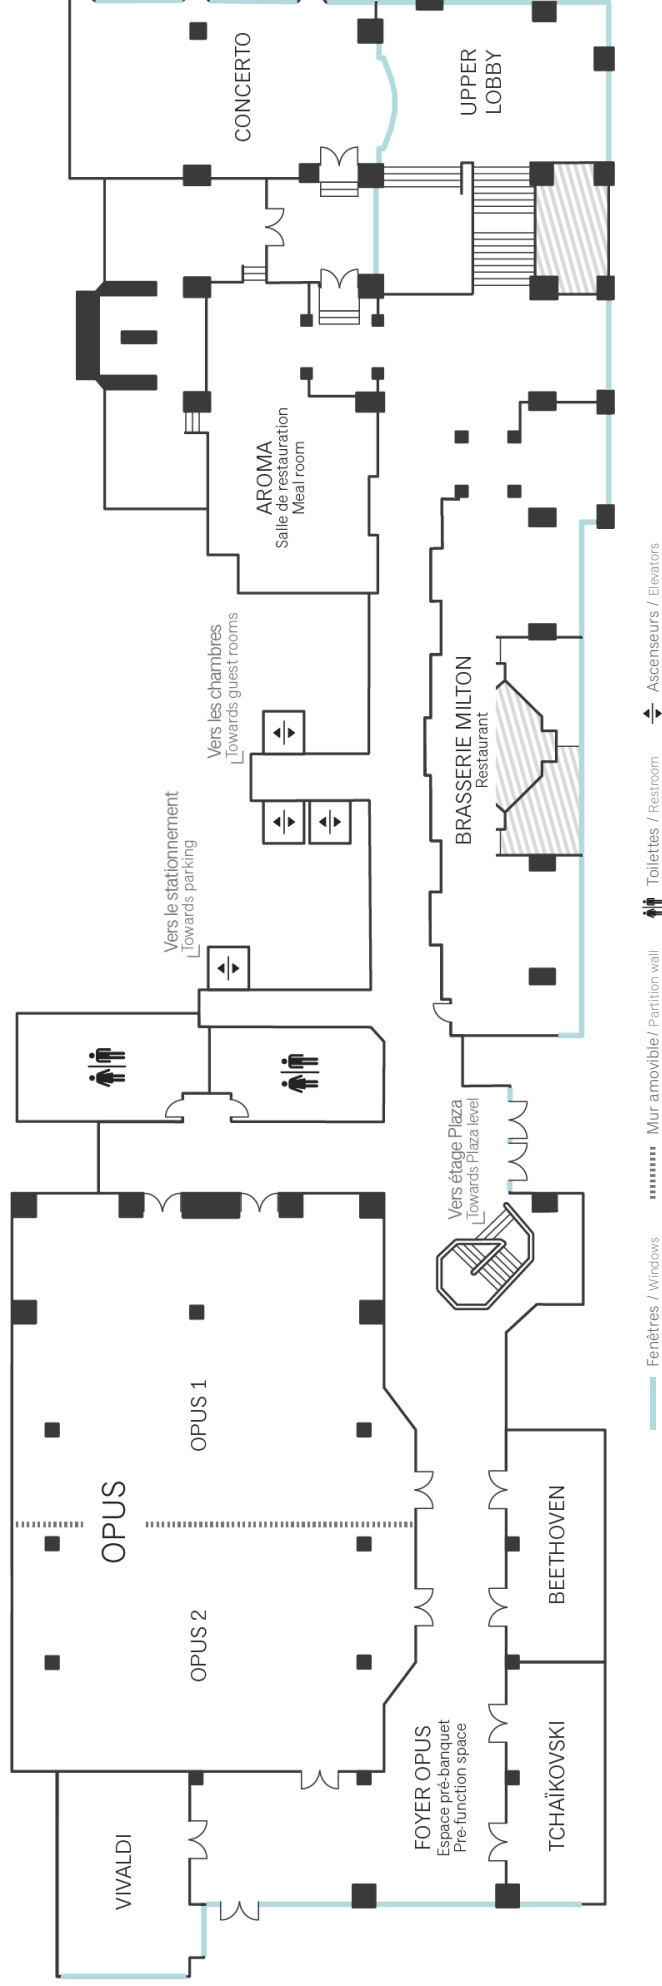 CONCERTO
UPPER
LOBBY
AROMA
Salle de restauration
Meal room
Vers les chambres
Towards guest rooms
BRASSERIE MILTON
Restaurant
Vers le stationnement
Towards parking
Vers étage Plaza
Towards Plaza level
OPUS
OPUS 1
OPUS 2
BEETHOVEN
TCHAÏKOVSKI
FOYER OPUS
Espace pré-banquet
Pre-function space
VIVALDI
Fenêtres / Windows
Mur amovible / Partition wall
Toilettes / Restroom
Ascenseurs / Elevators